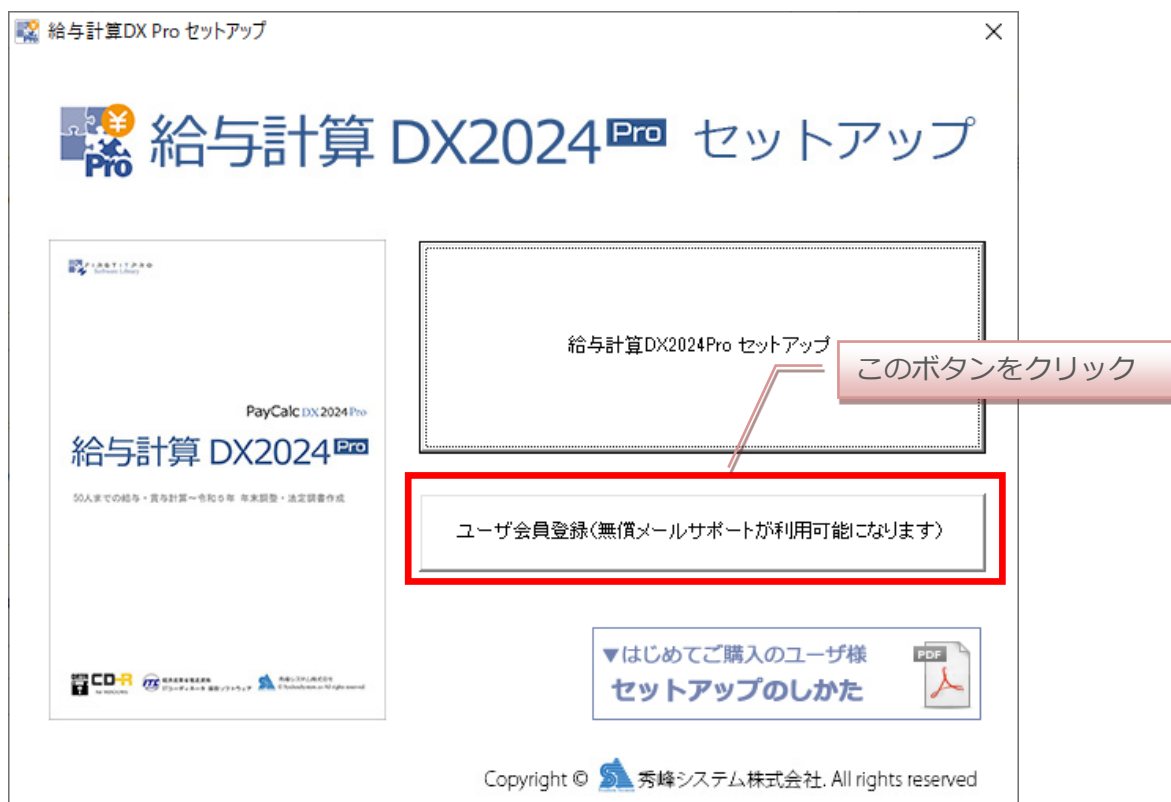 給与計算DX Pro セットアップ
Pro
給与計算 DX2024 Pro セットアップ
PayCalc DX 2024 Pro
給与計算 DX2024 Pro
50人までの給与・賞与計算～令和5年 年末調整・法定調書作成
CD-R
給与計算DX2024Pro セットアップ
このボタンをクリック
ユーザ会員登録(無償メールサポートが利用可能になります)
▼はじめてご購入のユーザ様
セットアップのしかた
PDF
Copyright © 秀峰システム株式会社. All rights reserved